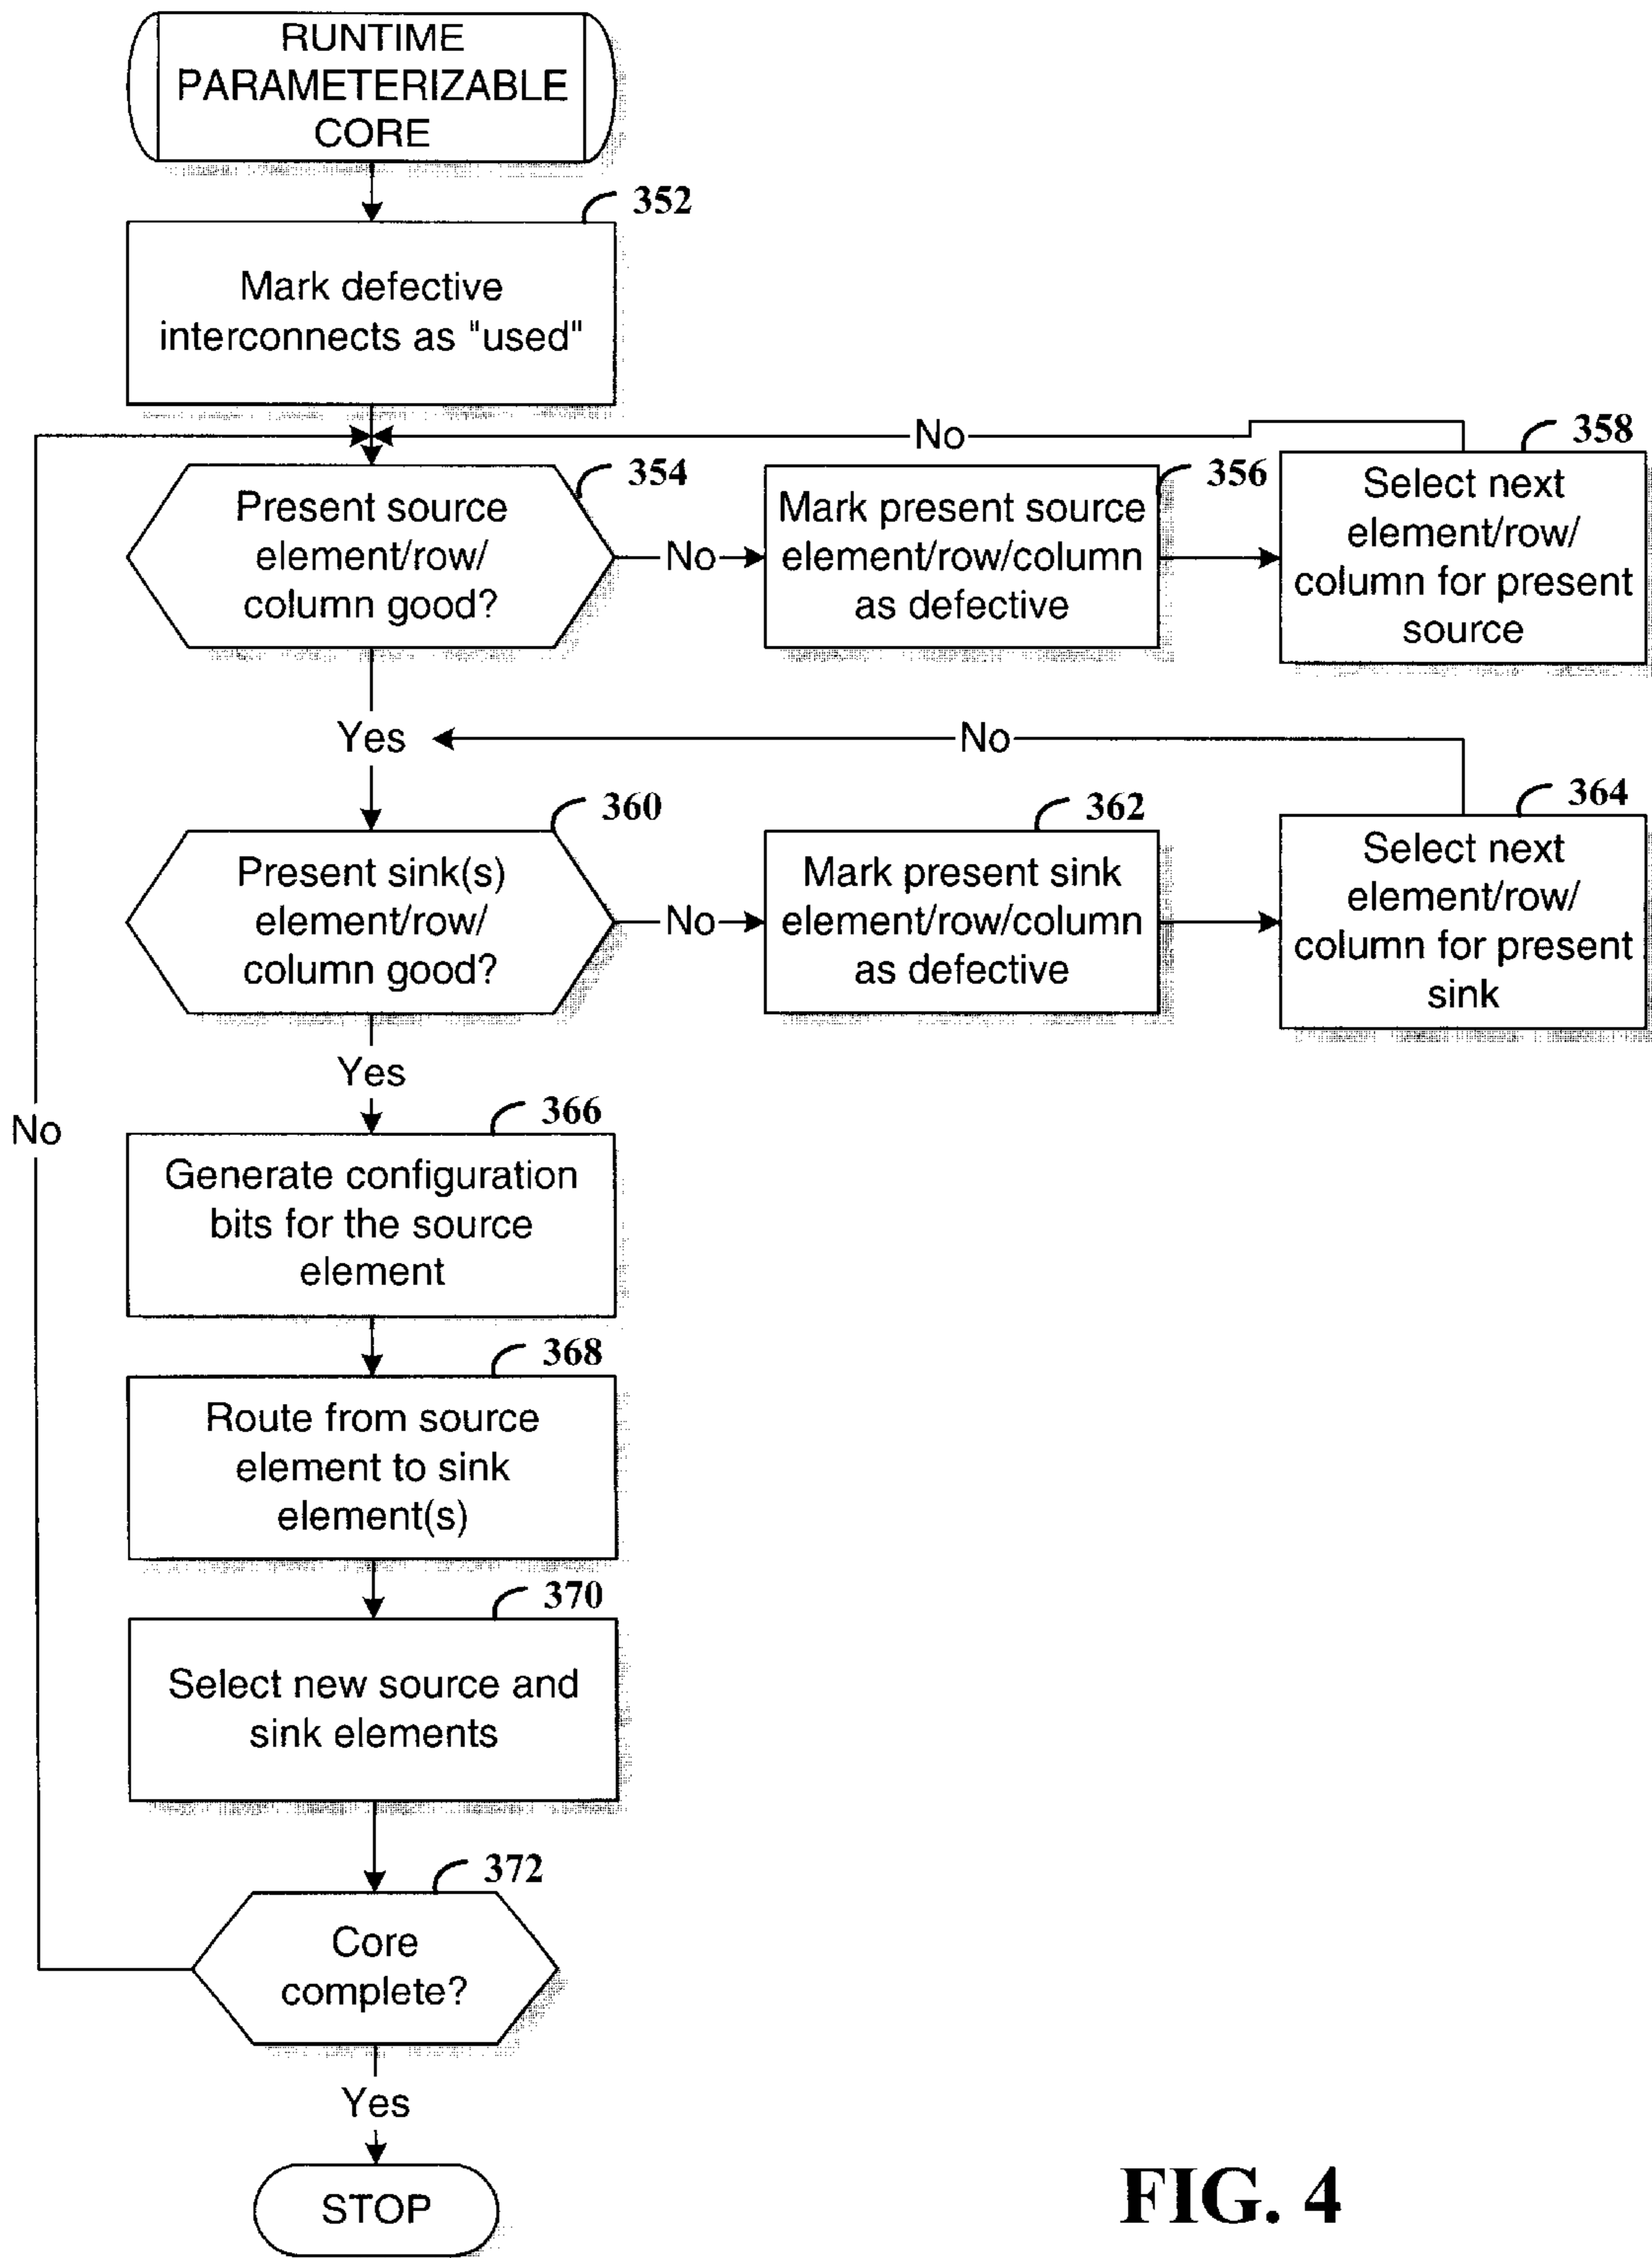 RUNTIME
PARAMETERIZABLE
CORE
352
Mark defective
interconnects as "used"
No
354
Present source
element/row/
column good?
No
356
Mark present source
element/row/column
as defective
358
Select next
element/row/
column for present
source
Yes
No
360
Present sink(s)
element/row/
column good?
No
362
Mark present sink
element/row/column
as defective
364
Select next
element/row/
column for present
sink
Yes
No
366
Generate configuration
bits for the source
element
368
Route from source
element to sink
element(s)
370
Select new source and
sink elements
372
Core
complete?
Yes
STOP
FIG. 4